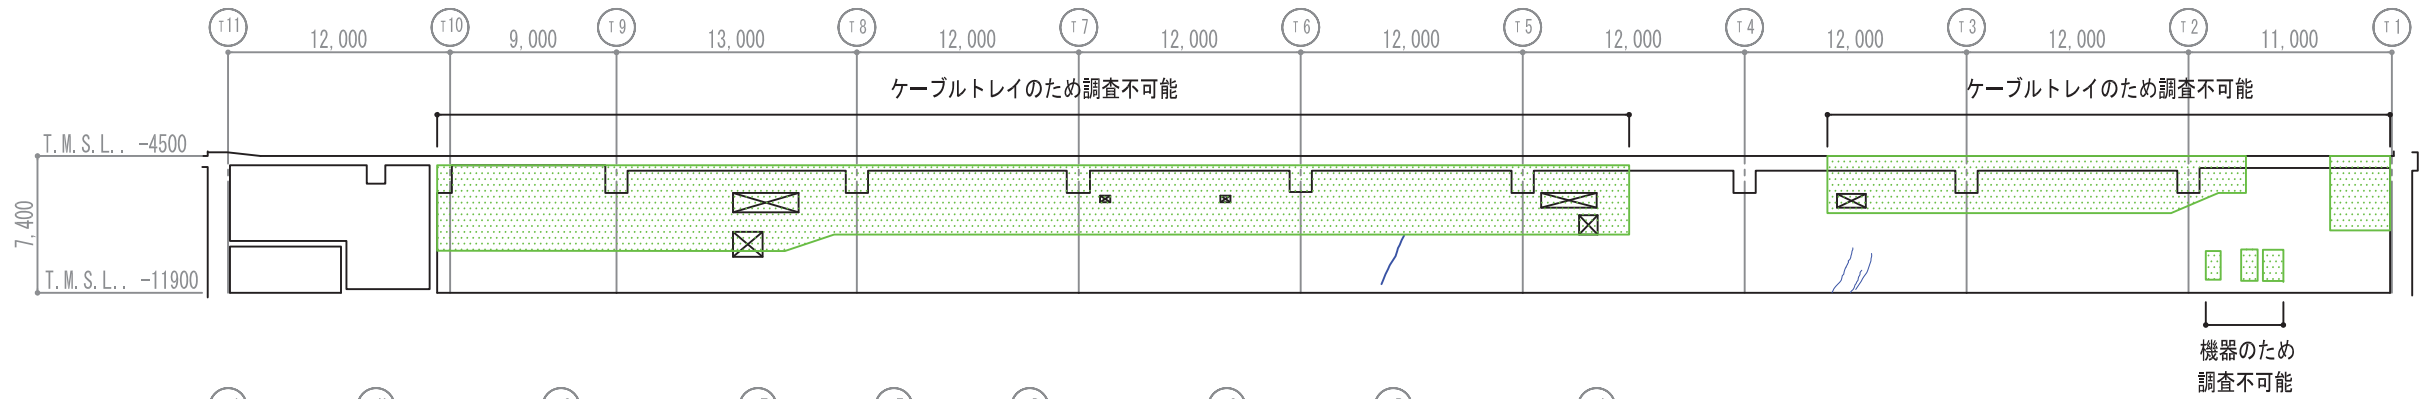 T11 T10 T9 T8 T7 T6 T5 T4 T3 T2 T1
12,000 9,000 13,000 12,000 12,000 12,000 12,000 12,000 12,000 11,000
ケーブルトレイのため調査不可能 ケーブルトレイのため調査不可能
T.M.S.L.. -4500
7,400
T.M.S.L.. -11900
機器のため
調査不可能